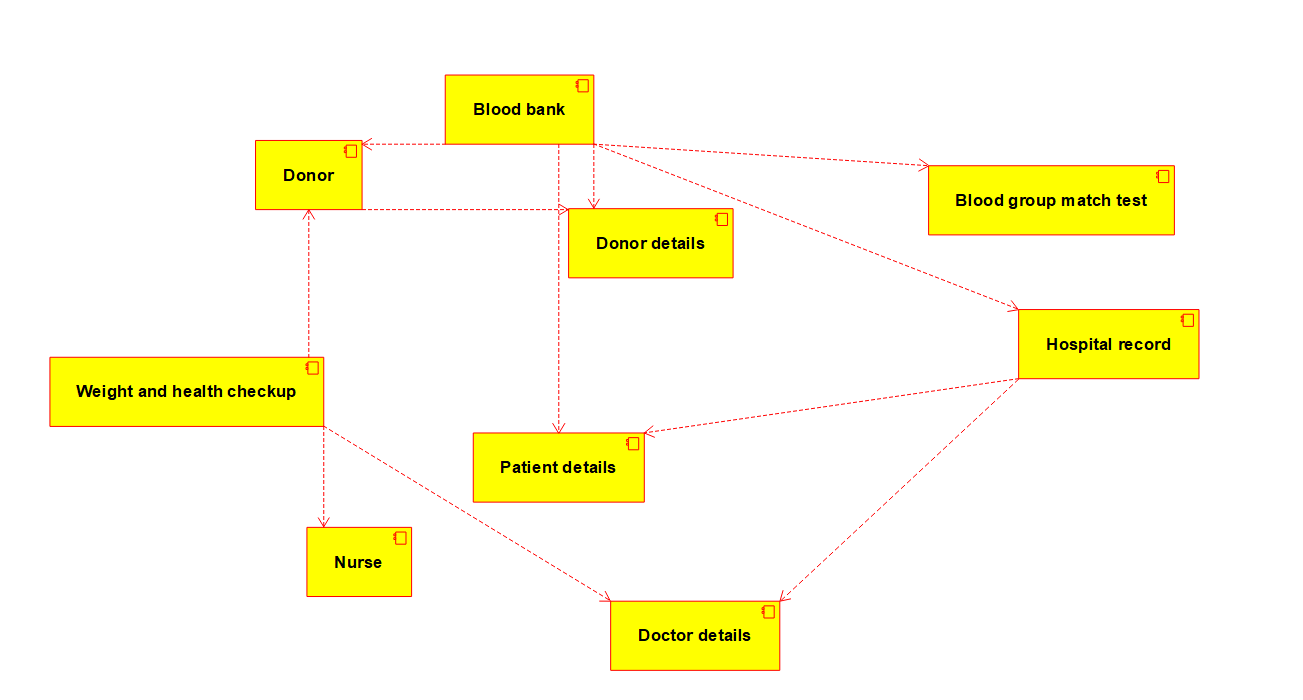 Blood bank
Donor
Blood group match test
Donor details
Hospital record
Weight and health checkup
Patient details
Nurse
Doctor details